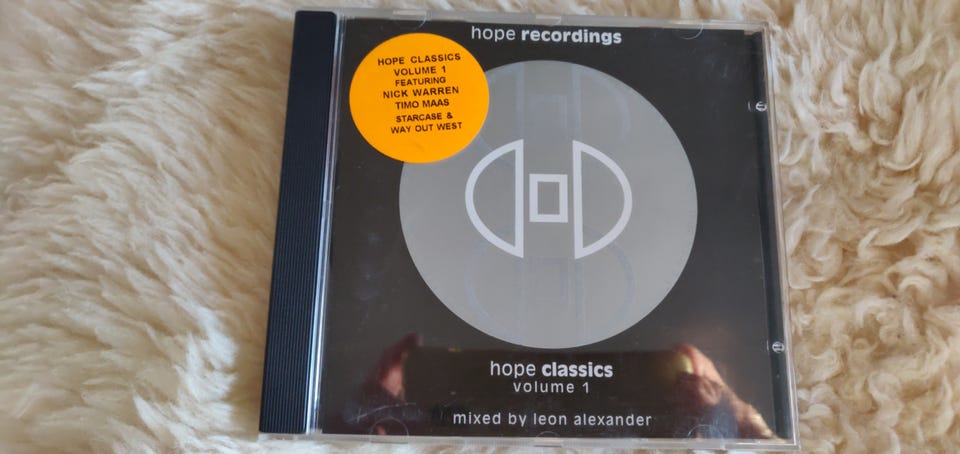 hope recordings
HOPE CLASSICS
VOLUME 1
FEATURING
NICK WARREN
TIMO MAAS
STARCASE &
WAY OUT WEST
hope classics
volume 1
mixed by leon alexander